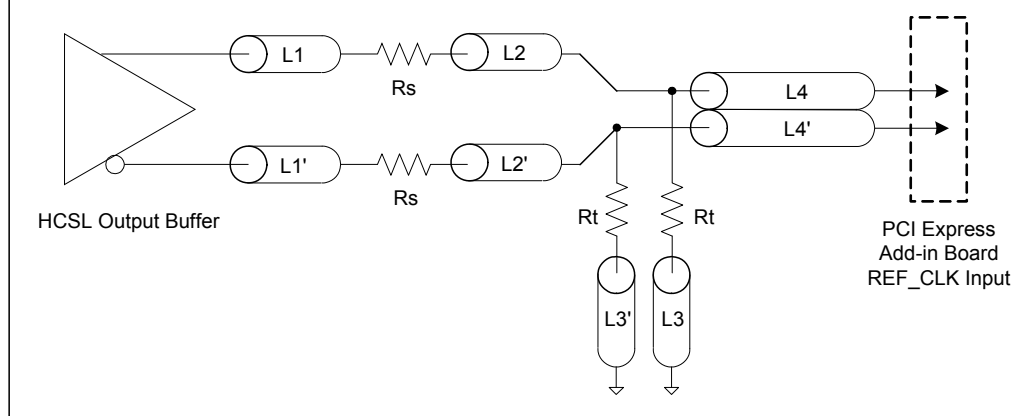 L1
Rs
L2
L4
L4'
L1'
Rs
L2'
HCSL Output Buffer
Rt
Rt
L3'
L3
PCI Express
Add-in Board
REF_CLK Input